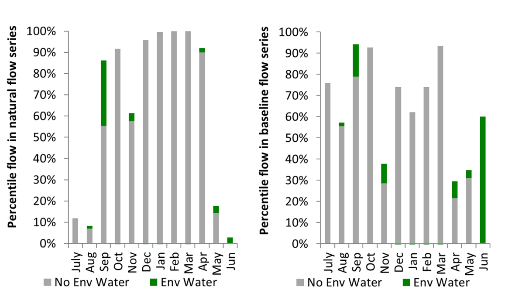 Percentile flow in natural flow series
100%
90%
80%
70%
60%
50%
40%
30%
20%
10%
0%
July
Aug
Sep
Oct
Nov
Dec
Jan
Feb
Mar
Apr
May
Jun
No Env Water
Env Water
Percentile flow in baseline flow series
100%
90%
80%
70%
60%
50%
40%
30%
20%
10%
0%
July
Aug
Sep
Oct
Nov
Dec
Jan
Feb
Mar
Apr
May
Jun
No Env Water
Env Water